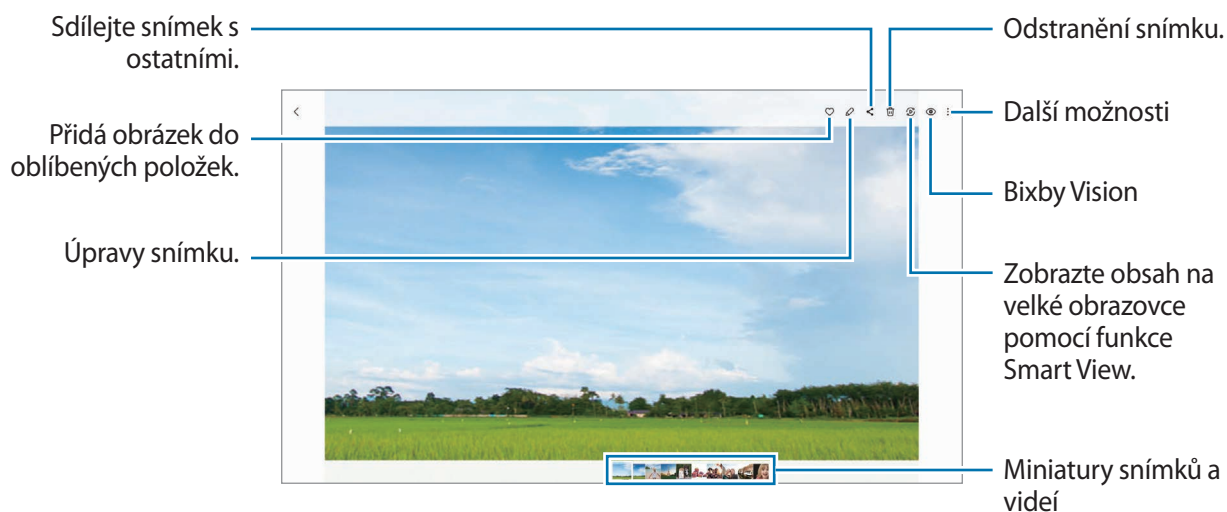 Sdílejte snímek s
ostatními.
Přidá obrázek do
oblíbených položek.
Úpravy snímku.
Odstranění snímku.
Další možnosti
Bixby Vision
Zobrazte obsah na
velké obrazovce
pomocí funkce
Smart View.
Miniatury snímků a
videí